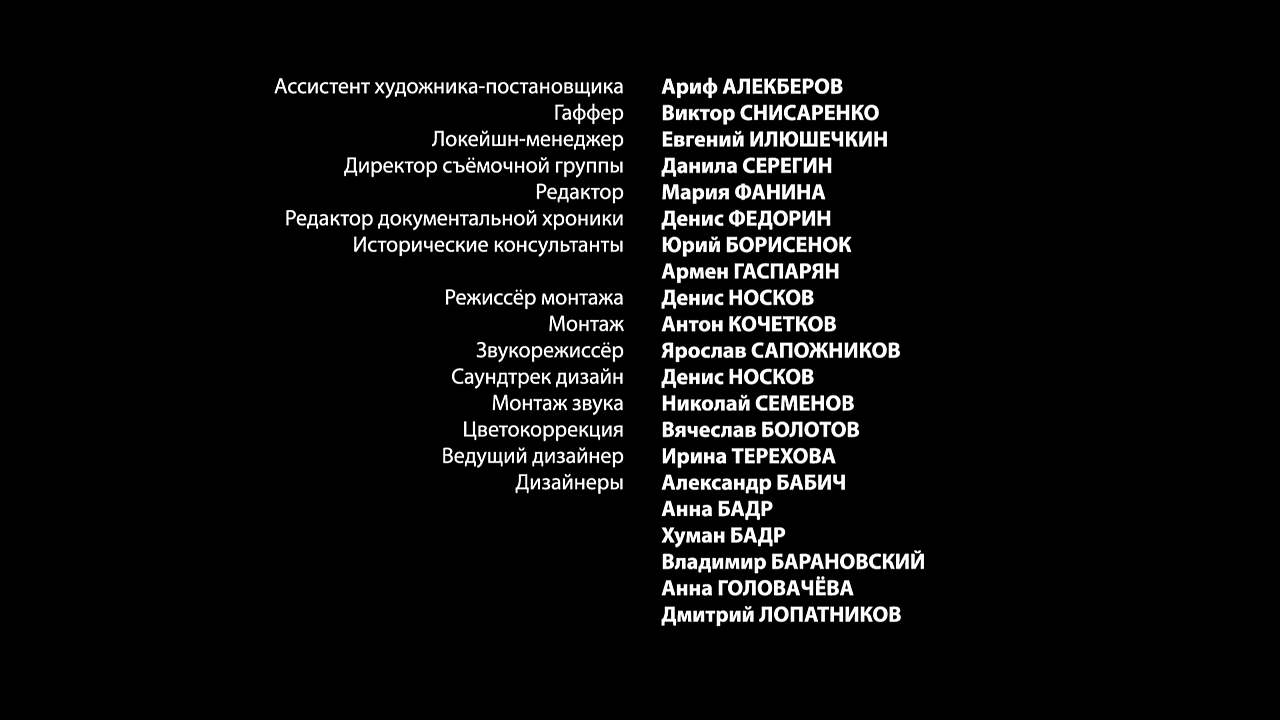 Ассистент художника-постановщика Ариф АЛЕКБЕРОВ
Гаффер Виктор СНИСАРЕНКО
Локейшн-менеджер Евгений ИЛЮШЕЧКИН
Директор съёмочной группы Данила СЕРЕГИН
Редактор Мария ФАНИНА
Редактор документальной хроники Денис ФЕДОРИН
Исторические консультанты Юрий БОРИСЕНОК
Армен ГАСПАРЯН
Режиссёр монтажа Денис НОСКОВ
Монтаж Антон КОЧЕТКОВ
Звукорежиссёр Ярослав САПОЖНИКОВ
Саундтрек дизайн Денис НОСКОВ
Монтаж звука Николай СЕМЕНОВ
Цветокоррекция Вячеслав БОЛОТОВ
Ведущий дизайнер Ирина ТЕРЕХОВА
Дизайнеры Александр БАБИЧ
Анна БАДР
Хуман БАДР
Владимир БАРАНОВСКИЙ
Анна ГОЛОВАЧЁВА
Дмитрий ЛОПАТНИКОВ